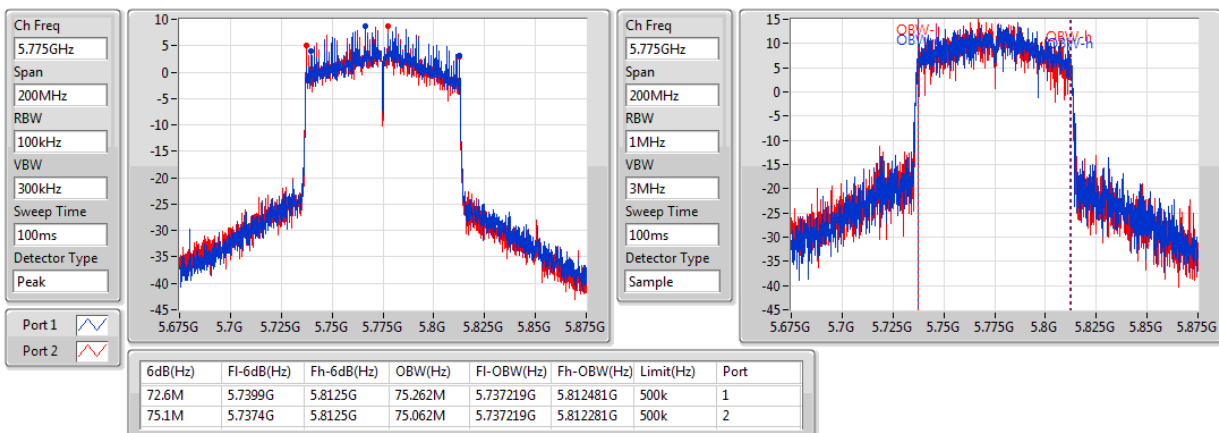 Ch Freq
5.775GHz
Span
200MHz
RBW
100kHz
VBW
300kHz
Sweep Time
100ms
Detector Type
Peak
Port 1
Port 2
10
5
0
-5
-10
-15
-20
-25
-30
-35
-40
-45
5.675G 5.7G 5.725G 5.75G 5.775G 5.8G 5.825G 5.85G 5.875G
Ch Freq
5.775GHz
Span
200MHz
RBW
1MHz
VBW
3MHz
Sweep Time
100ms
Detector Type
Sample
15
10
5
0
-5
-10
-15
-20
-25
-30
-35
-40
-45
OBW-l
OBW-h
OBW-h
5.675G 5.7G 5.725G 5.75G 5.775G 5.8G 5.825G 5.85G 5.875G
6dB(Hz) Fl-6dB(Hz) Fh-6dB(Hz) OBW(Hz) Fl-OBW(Hz) Fh-OBW(Hz) Limit(Hz) Port
72.6M 5.7399G 5.8125G 75.262M 5.737219G 5.812481G 500k 1
75.1M 5.7374G 5.8125G 75.062M 5.737219G 5.812281G 500k 2